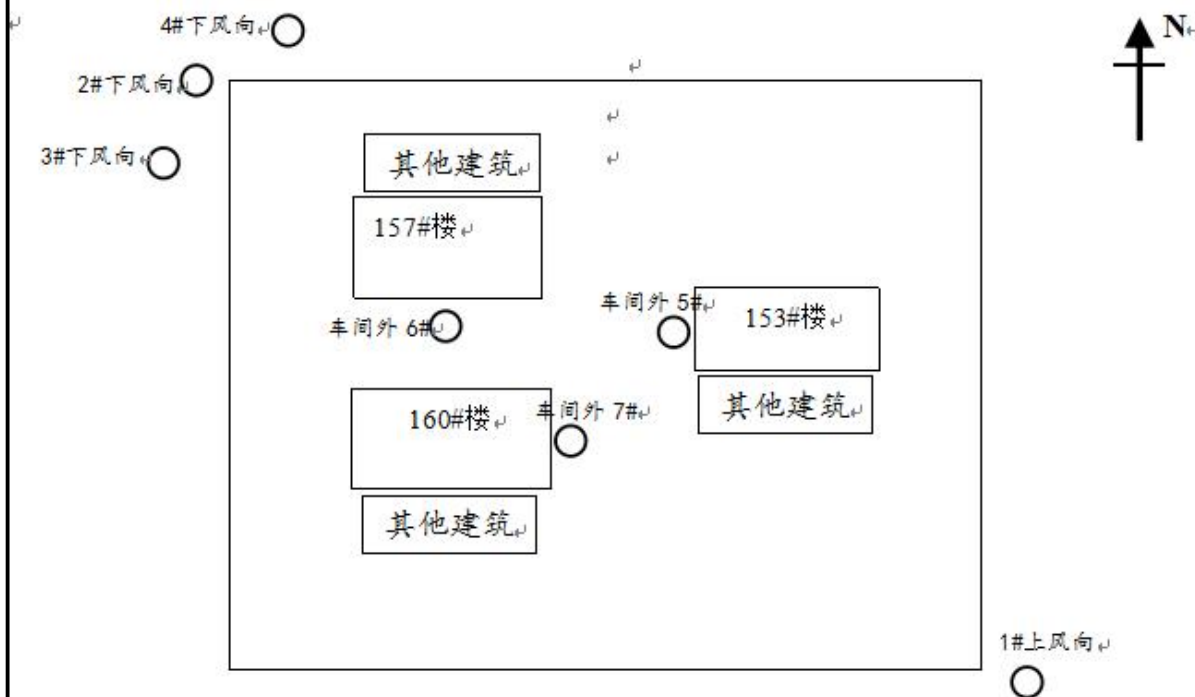 4#下风向
N
2#下风向
3#下风向
其他建筑
157#楼
车间外 5#
153#楼
车间外 6#
160#楼
车间外 7#
其他建筑
其他建筑
1#上风向